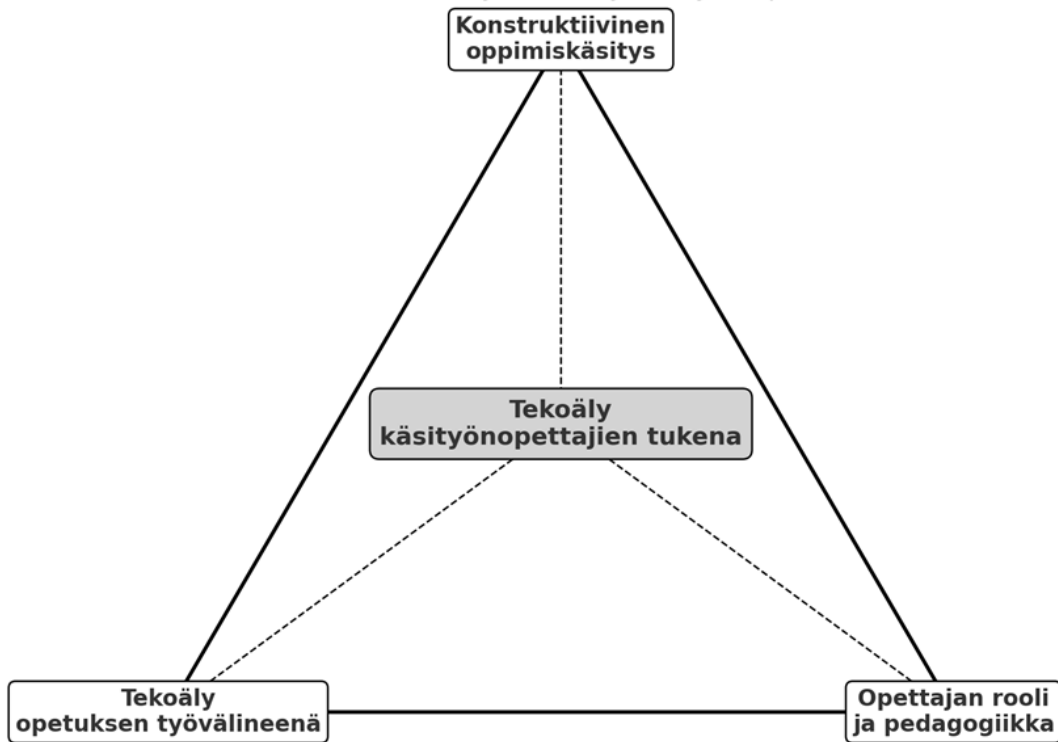 Konstruktiivinen
oppimiskäsitys
Tekoäly
käsityönopettajien tukena
Tekoäly
opetuksen työvälineenä
Opettajan rooli
ja pedagogiikka